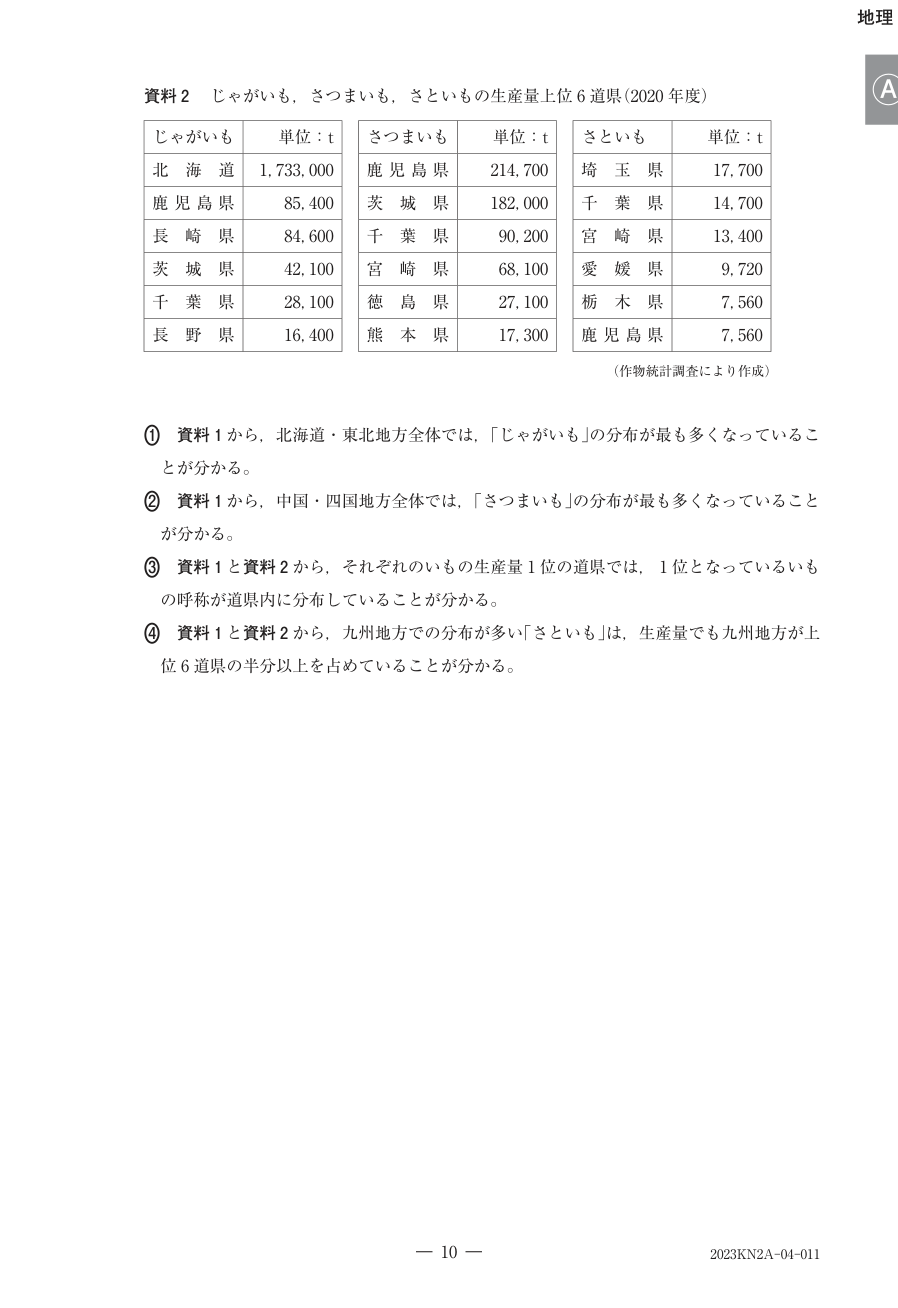 地理
A
資料2 じゃがいも，さつまいも，さといもの生産量上位6道県(2020年度)
じゃがいも 単位：t さつまいも 単位：t さといも 単位：t
北海道 1,733,000 鹿児島県 214,700 埼玉県 17,700
鹿児島県 85,400 茨城県 182,000 千葉県 14,700
長崎県 84,600 千葉県 90,200 宮崎県 13,400
茨城県 42,100 宮崎県 68,100 愛媛県 9,720
千葉県 28,100 徳島県 27,100 栃木県 7,560
長野県 16,400 熊本県 17,300 鹿児島県 7,560
(作物統計調査により作成)
① 資料1から，北海道・東北地方全体では，「じゃがいも」の分布が最も多くなっているこ
とが分かる。
② 資料1から，中国・四国地方全体では，「さつまいも」の分布が最も多くなっていること
が分かる。
③ 資料1と資料2から，それぞれのいもの生産量1位の道県では，1位となっているいも
の呼称が道県内に分布していることが分かる。
④ 資料1と資料2から，九州地方での分布が多い「さといも」は，生産量でも九州地方が上
位6道県の半分以上を占めていることが分かる。
― 10 ―
2023KN2A-04-011